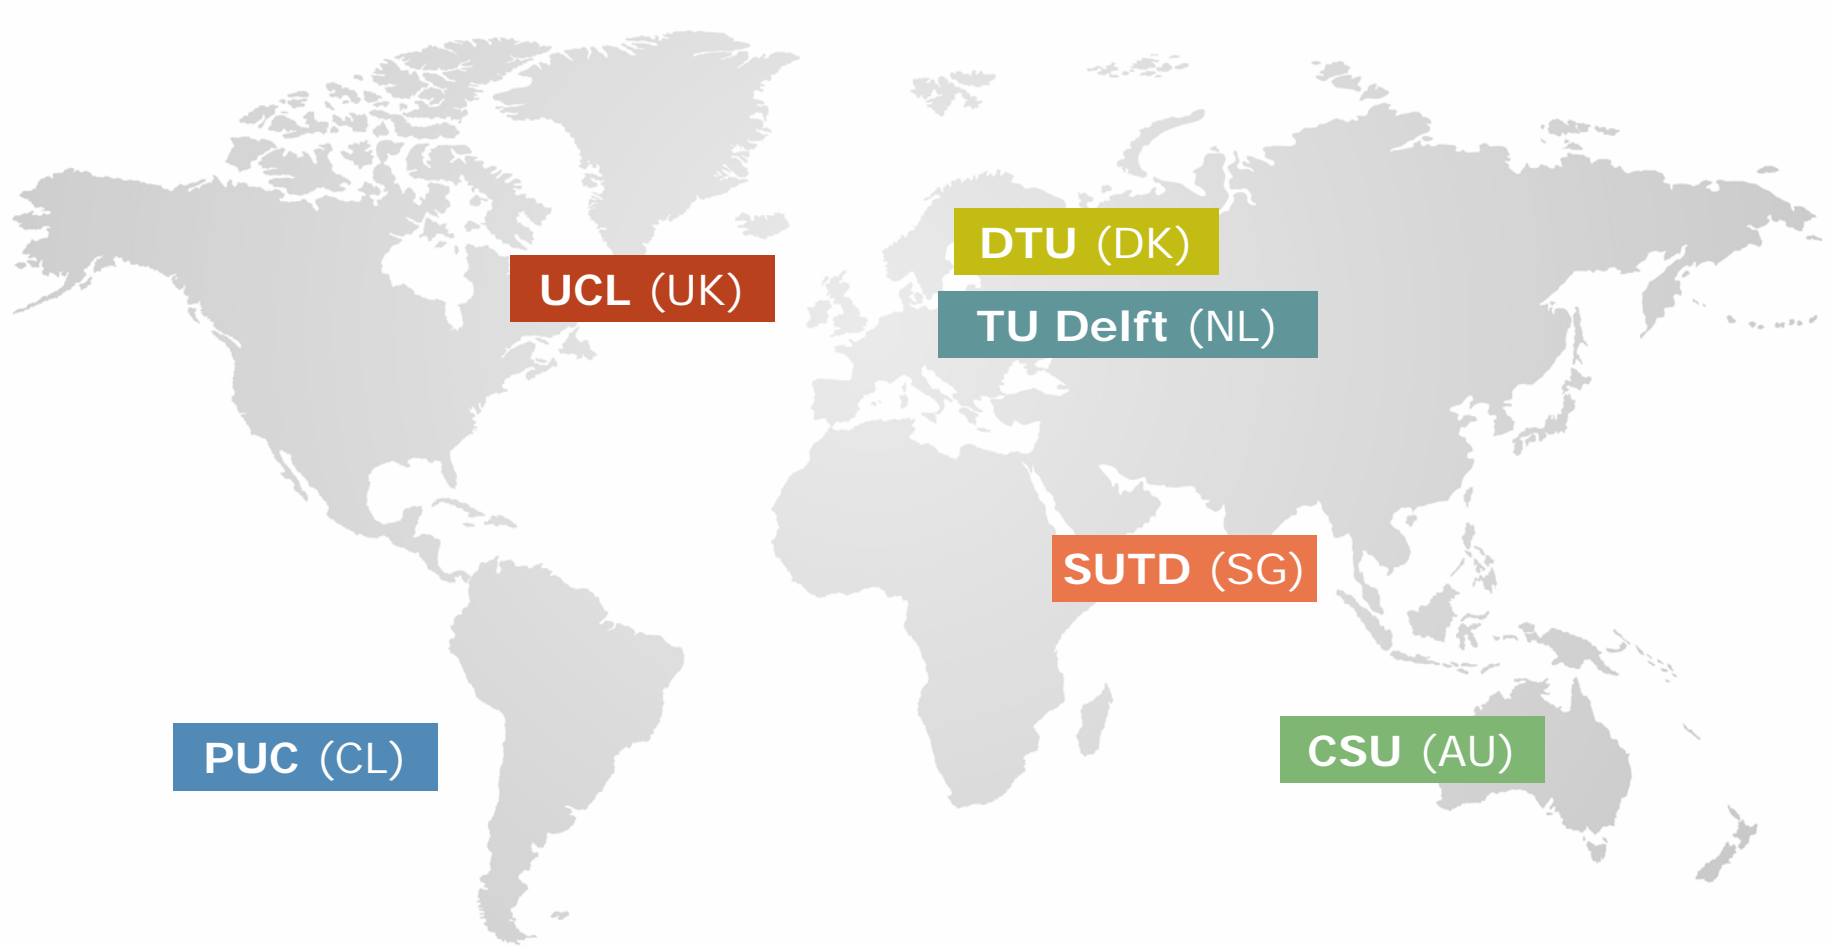 DTU (DK)
UCL (UK)
TU Delft (NL)
SUTD (SG)
PUC (CL)
CSU (AU)